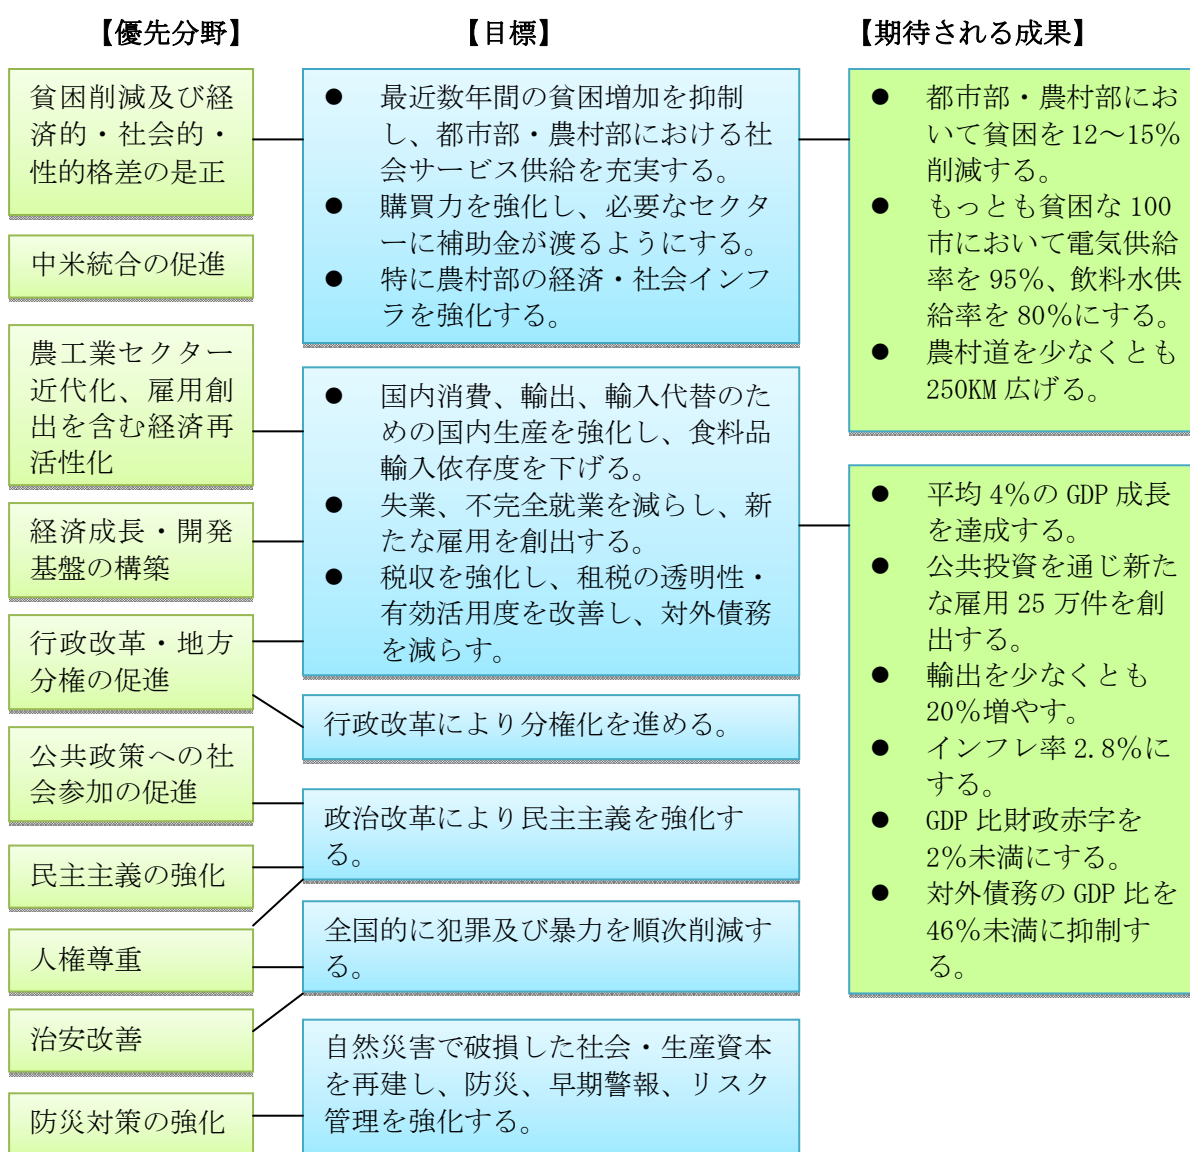 【優先分野】
【目標】
【期待される成果】
貧困削減及び経
済的・社会的・
性的格差の是正
中米統合の促進
農工業セクター
近代化、雇用創
出を含む経済再
活性化
経済成長・開発
基盤の構築
行政改革・地方
分権の促進
公共政策への社
会参加の促進
民主主義の強化
人権尊重
治安改善
防災対策の強化
● 最近数年間の貧困増加を抑制
し、都市部・農村部における社
会サービス供給を充実する。
● 購買力を強化し、必要なセクタ
ーに補助金が渡るようにする。
● 特に農村部の経済・社会インフ
ラを強化する。
● 国内消費、輸出、輸入代替のた
めの国内生産を強化し、食料品
輸入依存度を下げる。
● 失業、不完全就業を減らし、新
たな雇用を創出する。
● 税収を強化し、租税の透明性・
有効活用度を改善し、対外債務
を減らす。
行政改革により分権化を進める。
政治改革により民主主義を強化す
る。
全国的に犯罪及び暴力を順次削減す
る。
自然災害で破損した社会・生産資本
を再建し、防災、早期警報、リスク
管理を強化する。
● 都市部・農村部にお
いて貧困を12～15％
削減する。
● もっとも貧困な 100
市において電気供給
率を 95％、飲料水供
給率を 80％にする。
● 農村道を少なくとも
250KM 広げる。
● 平均 4％の GDP 成長
を達成する。
● 公共投資を通じ新た
な雇用 25 万件を創
出する。
● 輸出を少なくとも
20％増やす。
● インフレ率 2.8％に
する。
● GDP 比財政赤字を
2％未満にする。
● 対外債務の GDP 比を
46％未満に抑制す
る。